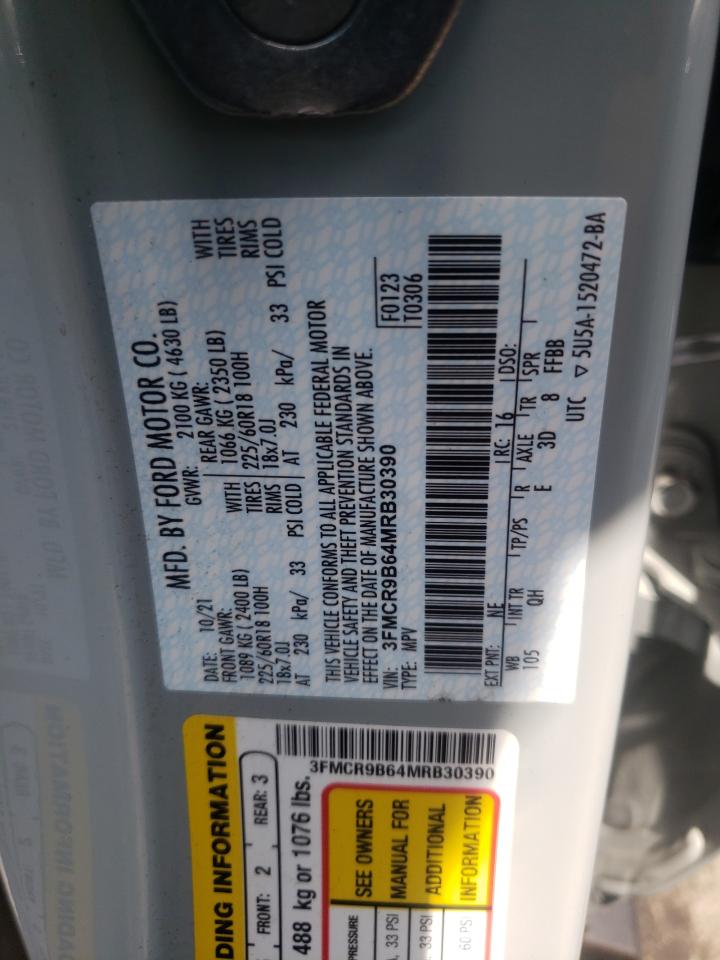 MFD. BY FORD MOTOR CO.
DATE: 10/21
GVWR: 2100 KG ( 4630 LB)
FRONT GAWR:
1089 KG ( 2400 LB)
WITH
225/60R18 100H
TIRES
18x7.0J
RIMS
AT 230 kPa/ 33 PSI COLD
REAR GAWR:
1066 KG ( 2350 LB)
WITH
225/60R18 100H
TIRES
18x7.0J
RIMS
AT 230 kPa/ 33 PSI COLD
THIS VEHICLE CONFORMS TO ALL APPLICABLE FEDERAL MOTOR
VEHICLE SAFETY AND THEFT PREVENTION STANDARDS IN
EFFECT ON THE DATE OF MANUFACTURE SHOWN ABOVE.
VIN: 3FMCR9B64MRB30390
TYPE: MPV
F0123
T0306
EXT PNT: NE RC: 16 DSO:
WB INT TR TP/PS R AXLE TR SPR
105 QH E 3D 8 FFBB
UTC ▽ 5U5A-1520472-BA
DING INFORMATION
FRONT: 2 REAR: 3
488 kg or 1076 lbs.
3FMCR9B64MRB30390
PRESSURE
33 PSI
33 PSI
60 PSI
SEE OWNERS
MANUAL FOR
ADDITIONAL
INFORMATION